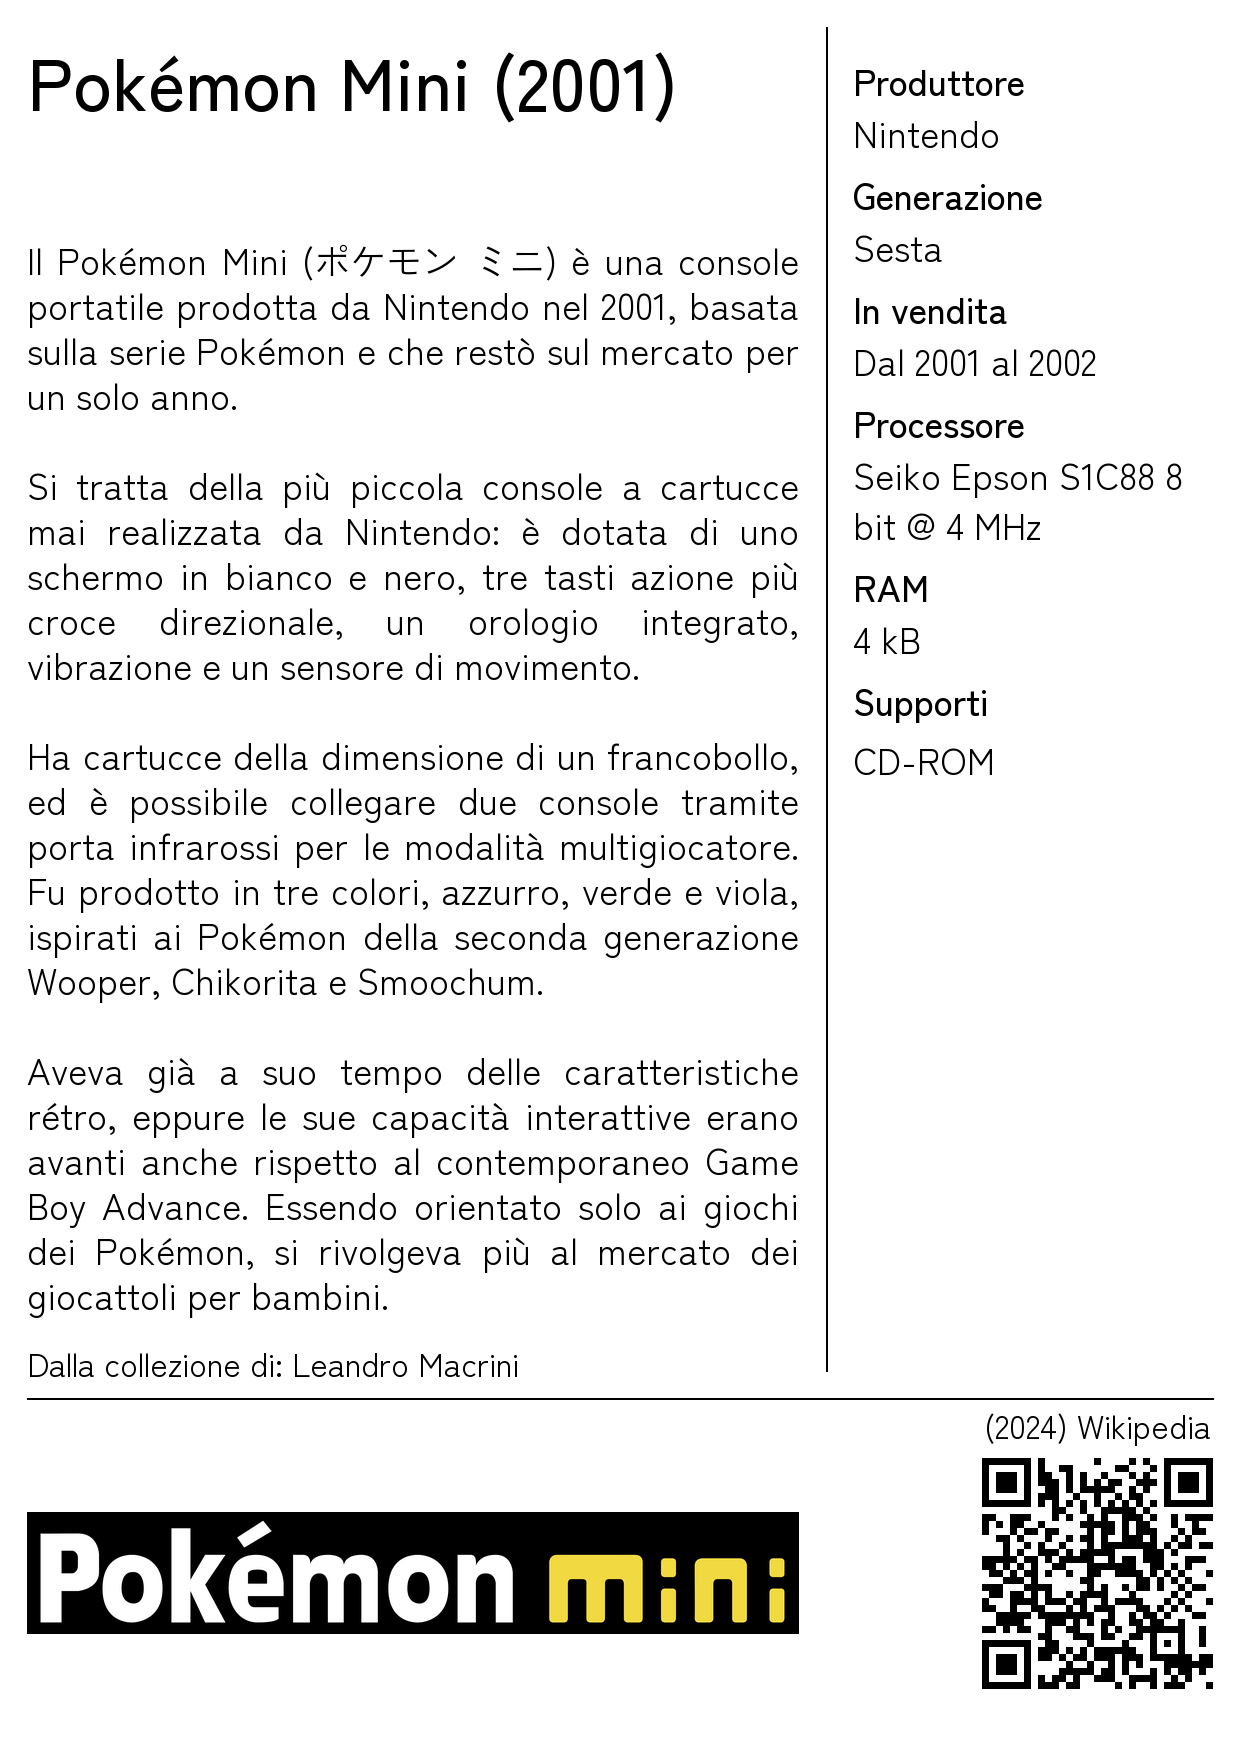 Pokémon Mini (2001)
Il Pokémon Mini (ポケモン ミニ) è una console
portatile prodotta da Nintendo nel 2001, basata
sulla serie Pokémon e che restò sul mercato per
un solo anno.
Si tratta della più piccola console a cartucce
mai realizzata da Nintendo: è dotata di uno
schermo in bianco e nero, tre tasti azione più
croce direzionale, un orologio integrato,
vibrazione e un sensore di movimento.
Ha cartucce della dimensione di un francobollo,
ed è possibile collegare due console tramite
porta infrarossi per le modalità multigiocatore.
Fu prodotto in tre colori, azzurro, verde e viola,
ispirati ai Pokémon della seconda generazione
Wooper, Chikorita e Smoochum.
Aveva già a suo tempo delle caratteristiche
rétro, eppure le sue capacità interattive erano
avanti anche rispetto al contemporaneo Game
Boy Advance. Essendo orientato solo ai giochi
dei Pokémon, si rivolgeva più al mercato dei
giocattoli per bambini.
Dalla collezione di: Leandro Macrini
Produttore
Nintendo
Generazione
Sesta
In vendita
Dal 2001 al 2002
Processore
Seiko Epson S1C88 8
bit @ 4 MHz
RAM
4 kB
Supporti
CD-ROM
(2024) Wikipedia
Pokémon mini